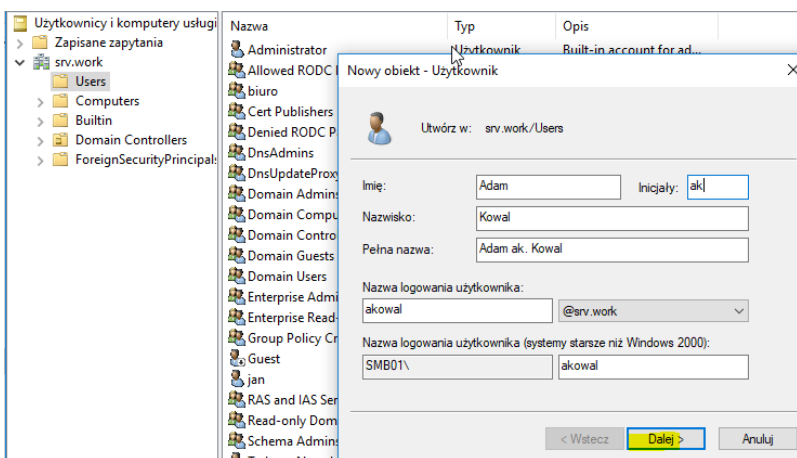 Użytkownicy i komputery usługi
Zapisane zapytania
srv.work
Users
Computers
Builtin
Domain Controllers
ForeignSecurityPrincipals
Nazwa Typ Opis
Administrator Użytkownik Built-in account for ad...
Allowed RODC
biuro
Cert Publishers
Denied RODC P
DnsAdmins
DnsUpdateProxy
Domain Admins
Domain Compu
Domain Contro
Domain Guests
Domain Users
Enterprise Admi
Enterprise Read-
Group Policy Cr
Guest
jan
RAS and IAS Ser
Read-only Dom
Schema Admins
Nowy obiekt - Użytkownik
Utwórz w: srv.work/Users
Imię: Adam Inicjały: ak
Nazwisko: Kowal
Pełna nazwa: Adam ak. Kowal
Nazwa logowania użytkownika:
akowal @srv.work
Nazwa logowania użytkownika (systemy starsze niż Windows 2000):
SMB01\ akowal
< Wstecz Dalej > Anuluj